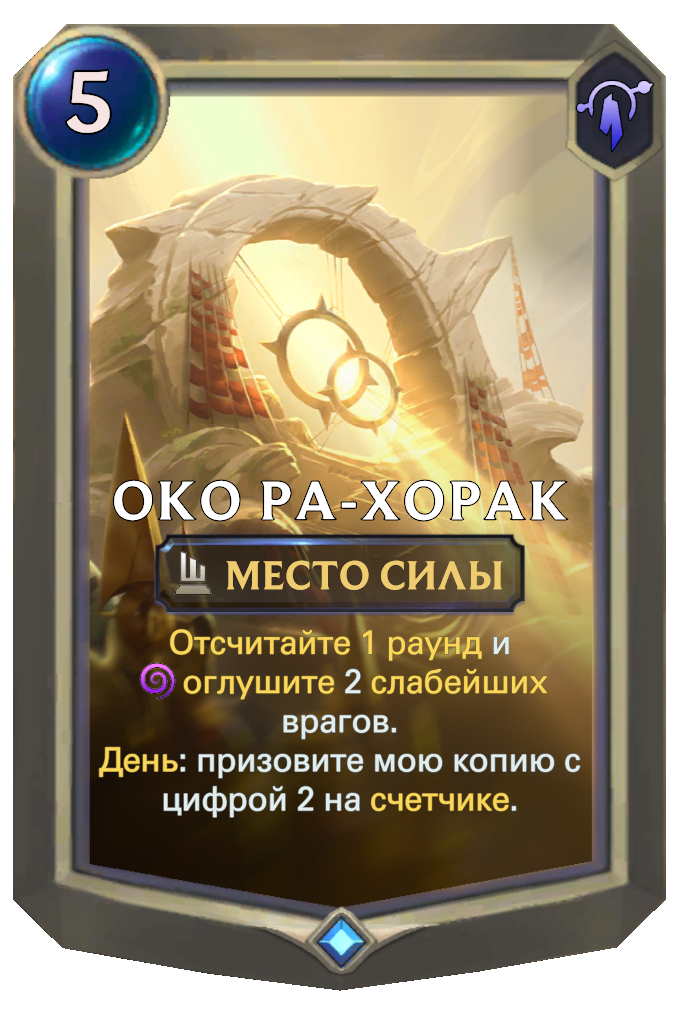 5
ОКО РА-ХОРАК
МЕСТО СИЛЫ
Отсчитайте 1 раунд и
оглушите 2 слабейших
врагов.
День: призовите мою копию с
цифрой 2 на счетчике.